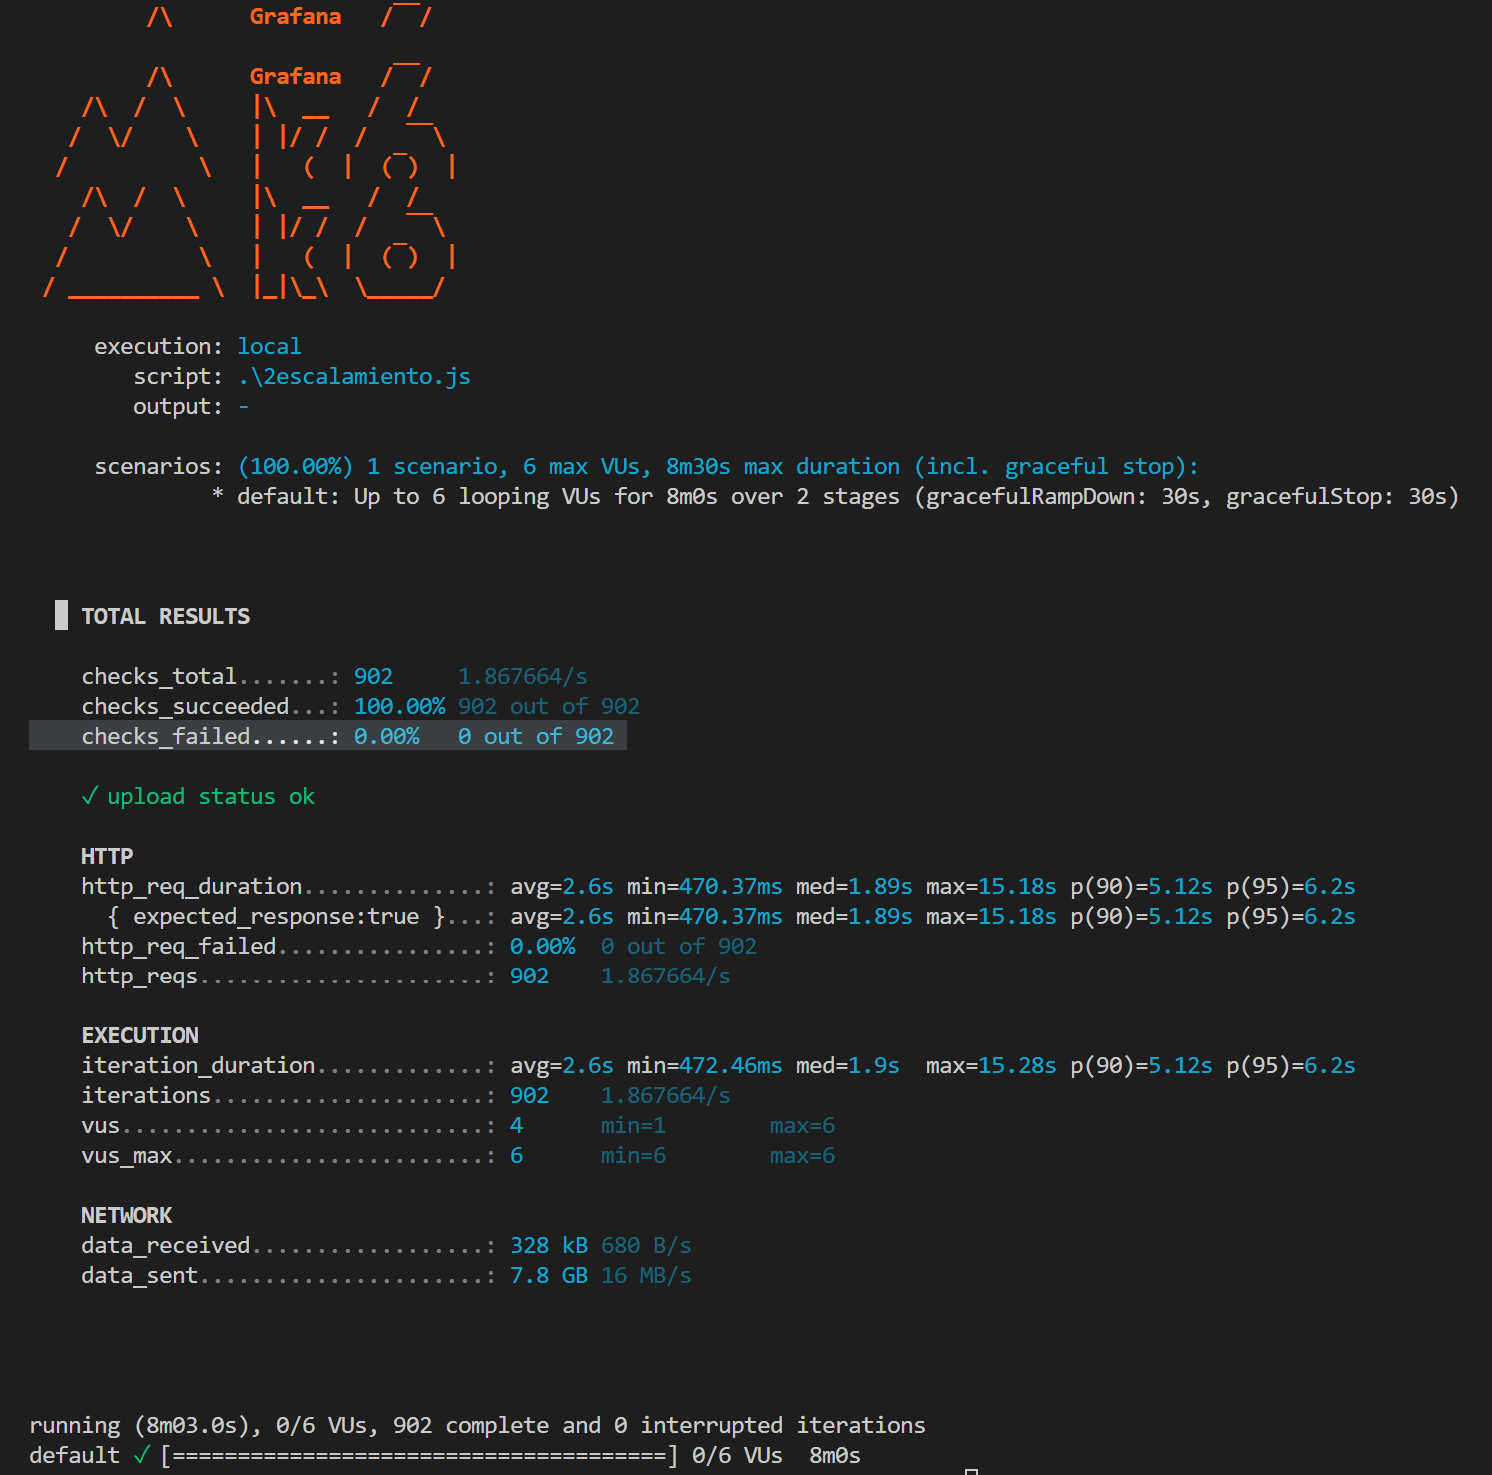 /\      Grafana   /‾‾/
         /\      Grafana   /‾‾/
    /\  /  \     |\  __   /  /
   /  \/    \    | |/ /  /   ‾‾\
  /          \   |   (  |  (‾)  |
    /\  /  \     |\  __   /  /
   /  \/    \    | |/ /  /   ‾‾\
  /          \   |   (  |  (‾)  |
 / __________ \  |_|\_\  \_____/
     execution: local
        script: .\2escalamiento.js
        output: -
     scenarios: (100.00%) 1 scenario, 6 max VUs, 8m30s max duration (incl. graceful stop):
              * default: Up to 6 looping VUs for 8m0s over 2 stages (gracefulRampDown: 30s, gracefulStop: 30s)
  █ TOTAL RESULTS
    checks_total.......: 902     1.867664/s
    checks_succeeded...: 100.00% 902 out of 902
    checks_failed......: 0.00%   0 out of 902
    ✓ upload status ok
    HTTP
    http_req_duration..............: avg=2.6s min=470.37ms med=1.89s max=15.18s p(90)=5.12s p(95)=6.2s
      { expected_response:true }...: avg=2.6s min=470.37ms med=1.89s max=15.18s p(90)=5.12s p(95)=6.2s
    http_req_failed................: 0.00%  0 out of 902
    http_reqs......................: 902    1.867664/s
    EXECUTION
    iteration_duration.............: avg=2.6s min=472.46ms med=1.9s  max=15.28s p(90)=5.12s p(95)=6.2s
    iterations.....................: 902    1.867664/s
    vus............................: 4      min=1        max=6
    vus_max........................: 6      min=6        max=6
    NETWORK
    data_received..................: 328 kB 680 B/s
    data_sent......................: 7.8 GB 16 MB/s
running (8m03.0s), 0/6 VUs, 902 complete and 0 interrupted iterations
default ✓ [======================================] 0/6 VUs  8m0s